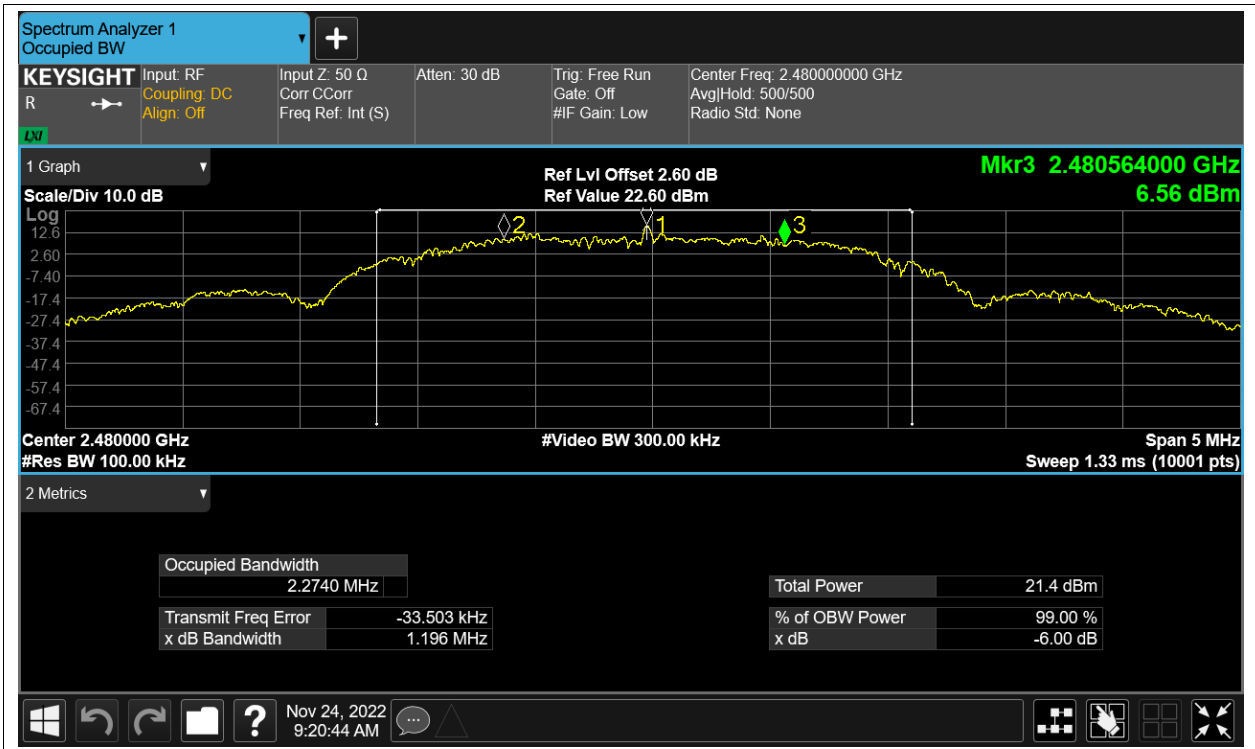 Spectrum Analyzer 1
Occupied BW
KEYSIGHT
R
LXI
Input: RF
Coupling: DC
Align: Off
Input Z: 50 Ω
Corr CCorr
Freq Ref: Int (S)
Atten: 30 dB
Trig: Free Run
Gate: Off
#IF Gain: Low
Center Freq: 2.480000000 GHz
Avg|Hold: 500/500
Radio Std: None
1 Graph
Scale/Div 10.0 dB
Ref Lvl Offset 2.60 dB
Ref Value 22.60 dBm
Mkr3 2.480564000 GHz
6.56 dBm
Log
12.6
2.60
-7.40
-17.4
-27.4
-37.4
-47.4
-57.4
-67.4
2
1
3
Center 2.480000 GHz
#Res BW 100.00 kHz
#Video BW 300.00 kHz
Span 5 MHz
Sweep 1.33 ms (10001 pts)
2 Metrics
Occupied Bandwidth
2.2740 MHz
Transmit Freq Error -33.503 kHz
x dB Bandwidth 1.196 MHz
Total Power 21.4 dBm
% of OBW Power 99.00 %
x dB -6.00 dB
?
Nov 24, 2022
9:20:44 AM